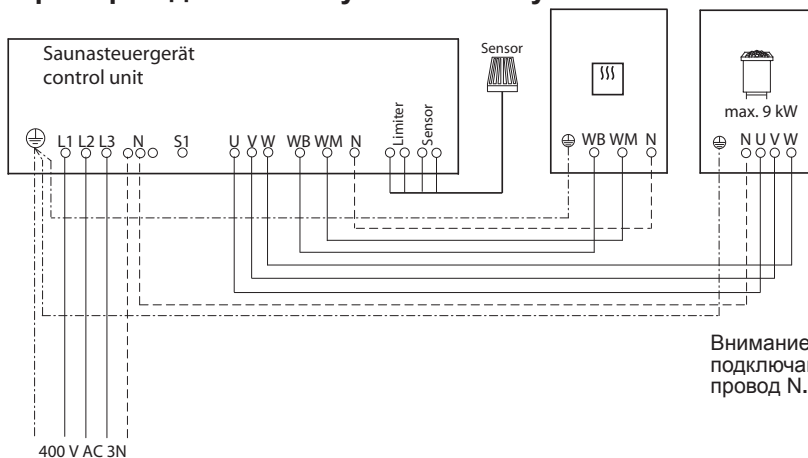 Saunasteuergerät
control unit
Sensor
max. 9 kW
L1 L2 L3 N S1 U V W WB WM N Limiter Sensor
WB WM N
N U V W
Внимание
провод N.
400 V AC 3N